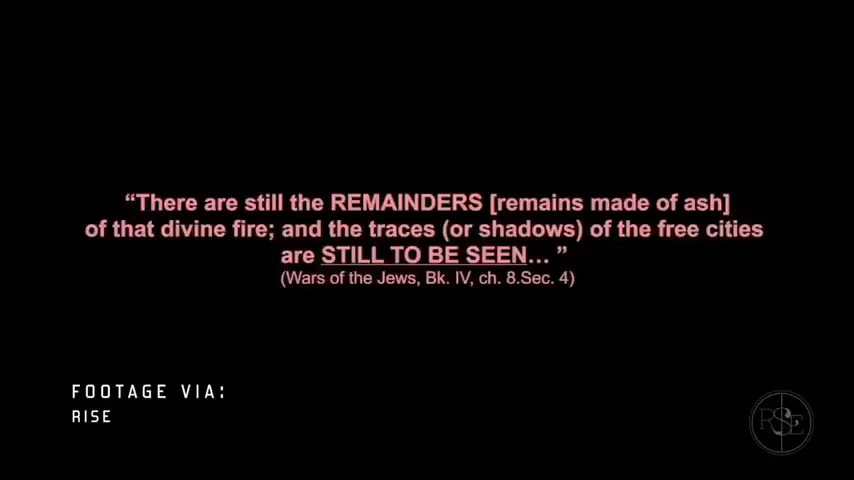 “There are still the REMAINDERS [remains made of ash]
of that divine fire; and the traces (or shadows) of the free cities
are STILL TO BE SEEN... ”
(Wars of the Jews, Bk. IV, ch. 8.Sec. 4)
FOOTAGE VIA:
RISE
RSE